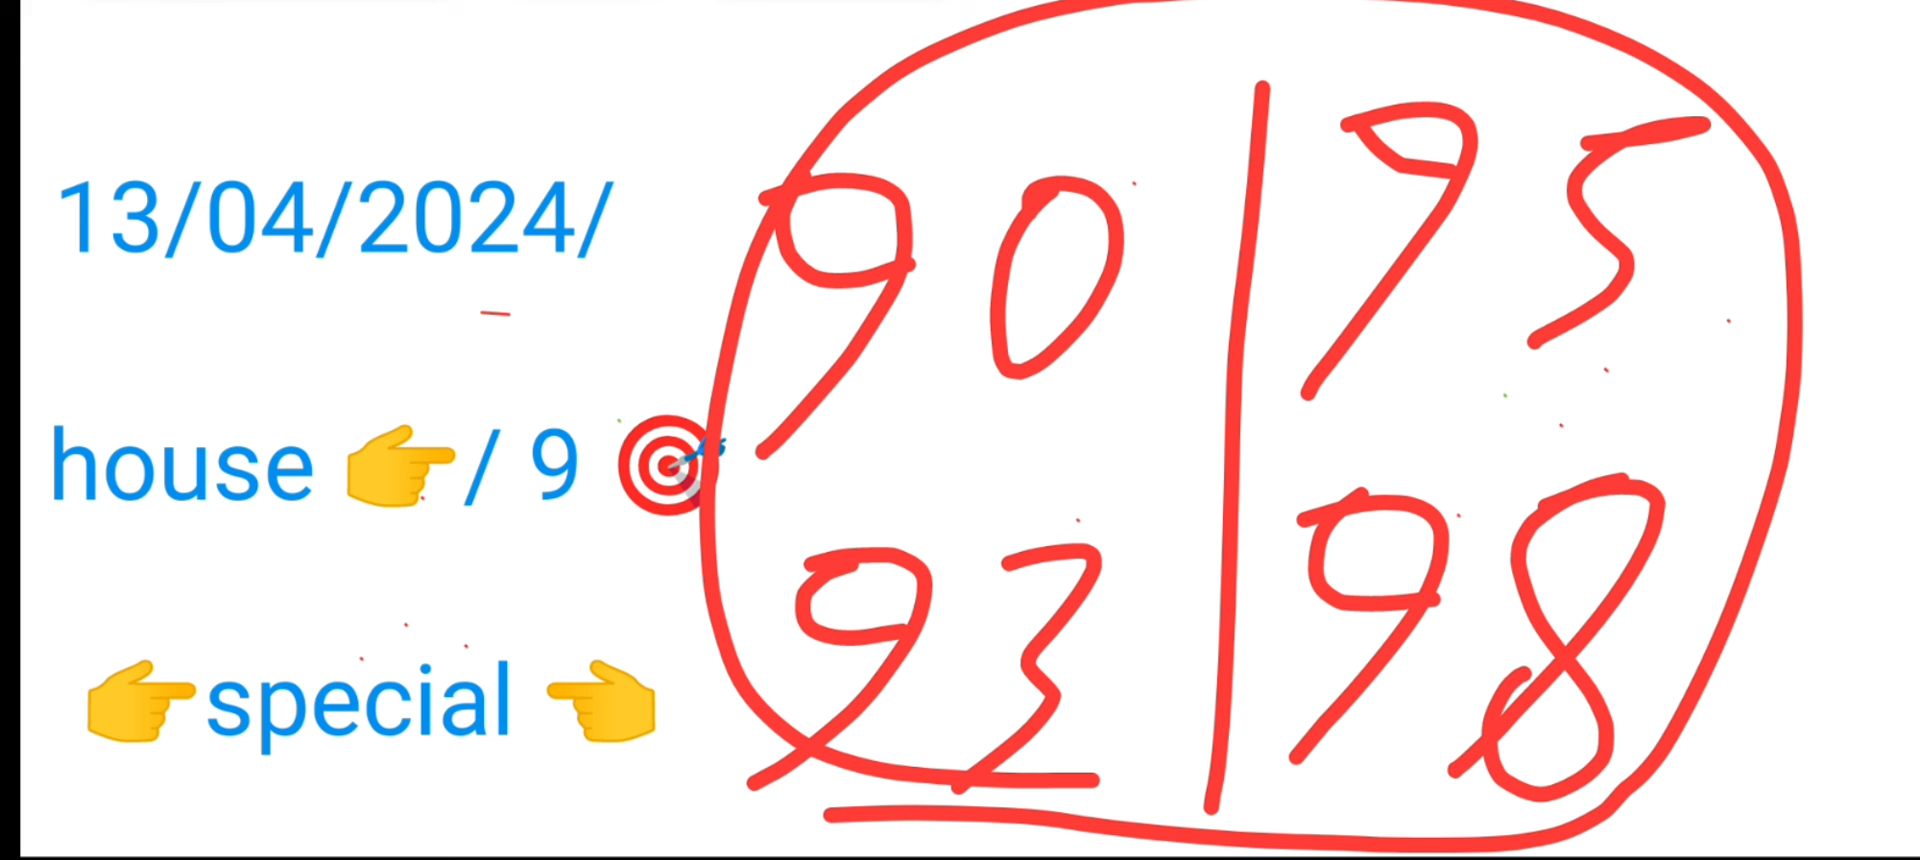 13/04/2024/
house 👉/ 9 🎯
👉special 👈
90 | 95
93 | 98